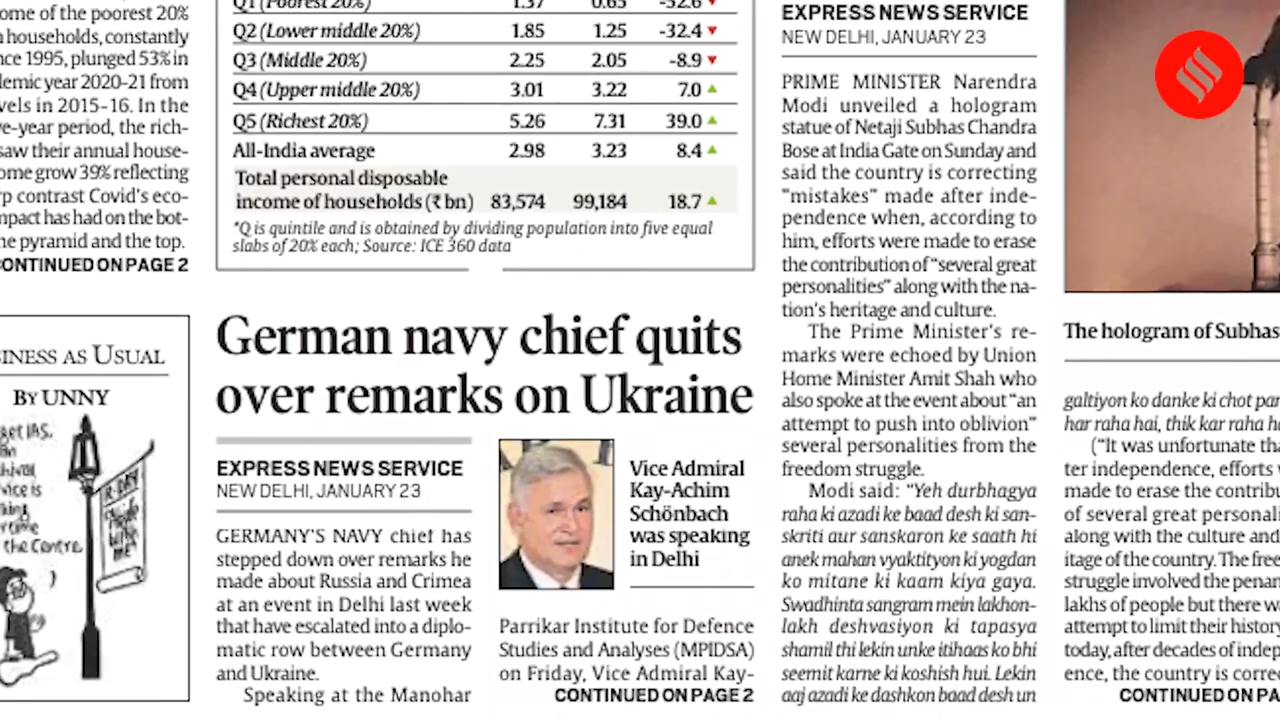 ome of the poorest 20%
households, constantly
nce 1995, plunged 53% in
lemic year 2020-21 from
vels in 2015-16. In the
ve-year period, the rich-
saw their annual house-
ome grow 39% reflecting
rp contrast Covid's eco-
mpact has had on the bot-
ne pyramid and the top.
CONTINUED ON PAGE 2
SINESS AS USUAL
BY UNNY
get IAS.
vice is
the Centre
R-DAY
Q1 (Poorest 20%) 1.37 0.65 -52.6
Q2 (Lower middle 20%) 1.85 1.25 -32.4
Q3 (Middle 20%) 2.25 2.05 -8.9
Q4 (Upper middle 20%) 3.01 3.22 7.0
Q5 (Richest 20%) 5.26 7.31 39.0
All-India average 2.98 3.23 8.4
Total personal disposable
income of households (₹ bn) 83,574 99,184 18.7
*Q is quintile and is obtained by dividing population into five equal
slabs of 20% each; Source: ICE 360 data
German navy chief quits
over remarks on Ukraine
EXPRESS NEWS SERVICE
NEW DELHI, JANUARY 23
GERMANY'S NAVY chief has
stepped down over remarks he
made about Russia and Crimea
at an event in Delhi last week
that have escalated into a diplo-
matic row between Germany
and Ukraine.
Speaking at the Manohar
Vice Admiral
Kay-Achim
Schönbach
was speaking
in Delhi
Parrikar Institute for Defence
Studies and Analyses (MPIDSA)
on Friday, Vice Admiral Kay-
CONTINUED ON PAGE 2
EXPRESS NEWS SERVICE
NEW DELHI, JANUARY 23
PRIME MINISTER Narendra
Modi unveiled a hologram
statue of Netaji Subhas Chandra
Bose at India Gate on Sunday and
said the country is correcting
"mistakes" made after inde-
pendence when, according to
him, efforts were made to erase
the contribution of "several great
personalities" along with the na-
tion's heritage and culture.
The Prime Minister's re-
marks were echoed by Union
Home Minister Amit Shah who
also spoke at the event about "an
attempt to push into oblivion"
several personalities from the
freedom struggle.
Modi said: "Yeh durbhagya
raha ki azadi ke baad desh ki san-
skriti aur sanskaron ke saath hi
anek mahan vyaktityon ki yogdan
ko mitane ki kaam kiya gaya.
Swadhinta sangram mein lakhon-
lakh deshvasiyon ki tapasya
shamil thi lekin unke itihaas ko bhi
seemit karne ki koshish hui. Lekin
aaj azadi ke dashkon baad desh un
The hologram of Subhas
galtiyon ko danke ki chot par
har raha hai, thik kar raha ha
("It was unfortunate tha
ter independence, efforts w
made to erase the contribu
of several great personali
along with the culture and
itage of the country. The free
struggle involved the penan
lakhs of people but there wa
attempt to limit their history
today, after decades of indep
ence, the country is correc
CONTINUED ON PA